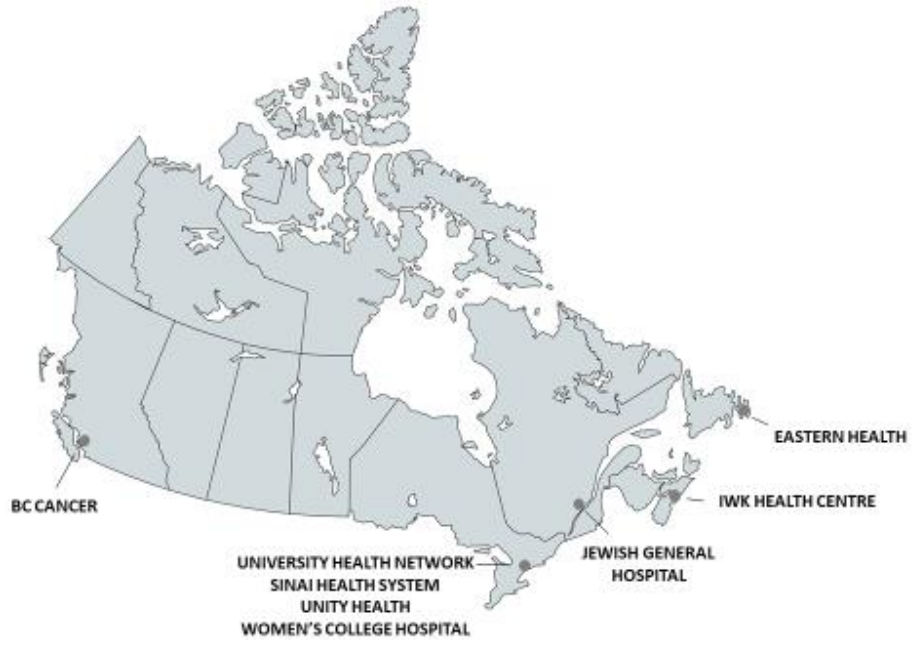 EASTERN HEALTH
IWK HEALTH CENTRE
BC CANCER
JEWISH GENERAL
HOSPITAL
UNIVERSITY HEALTH NETWORK
SINAI HEALTH SYSTEM
UNITY HEALTH
WOMEN'S COLLEGE HOSPITAL